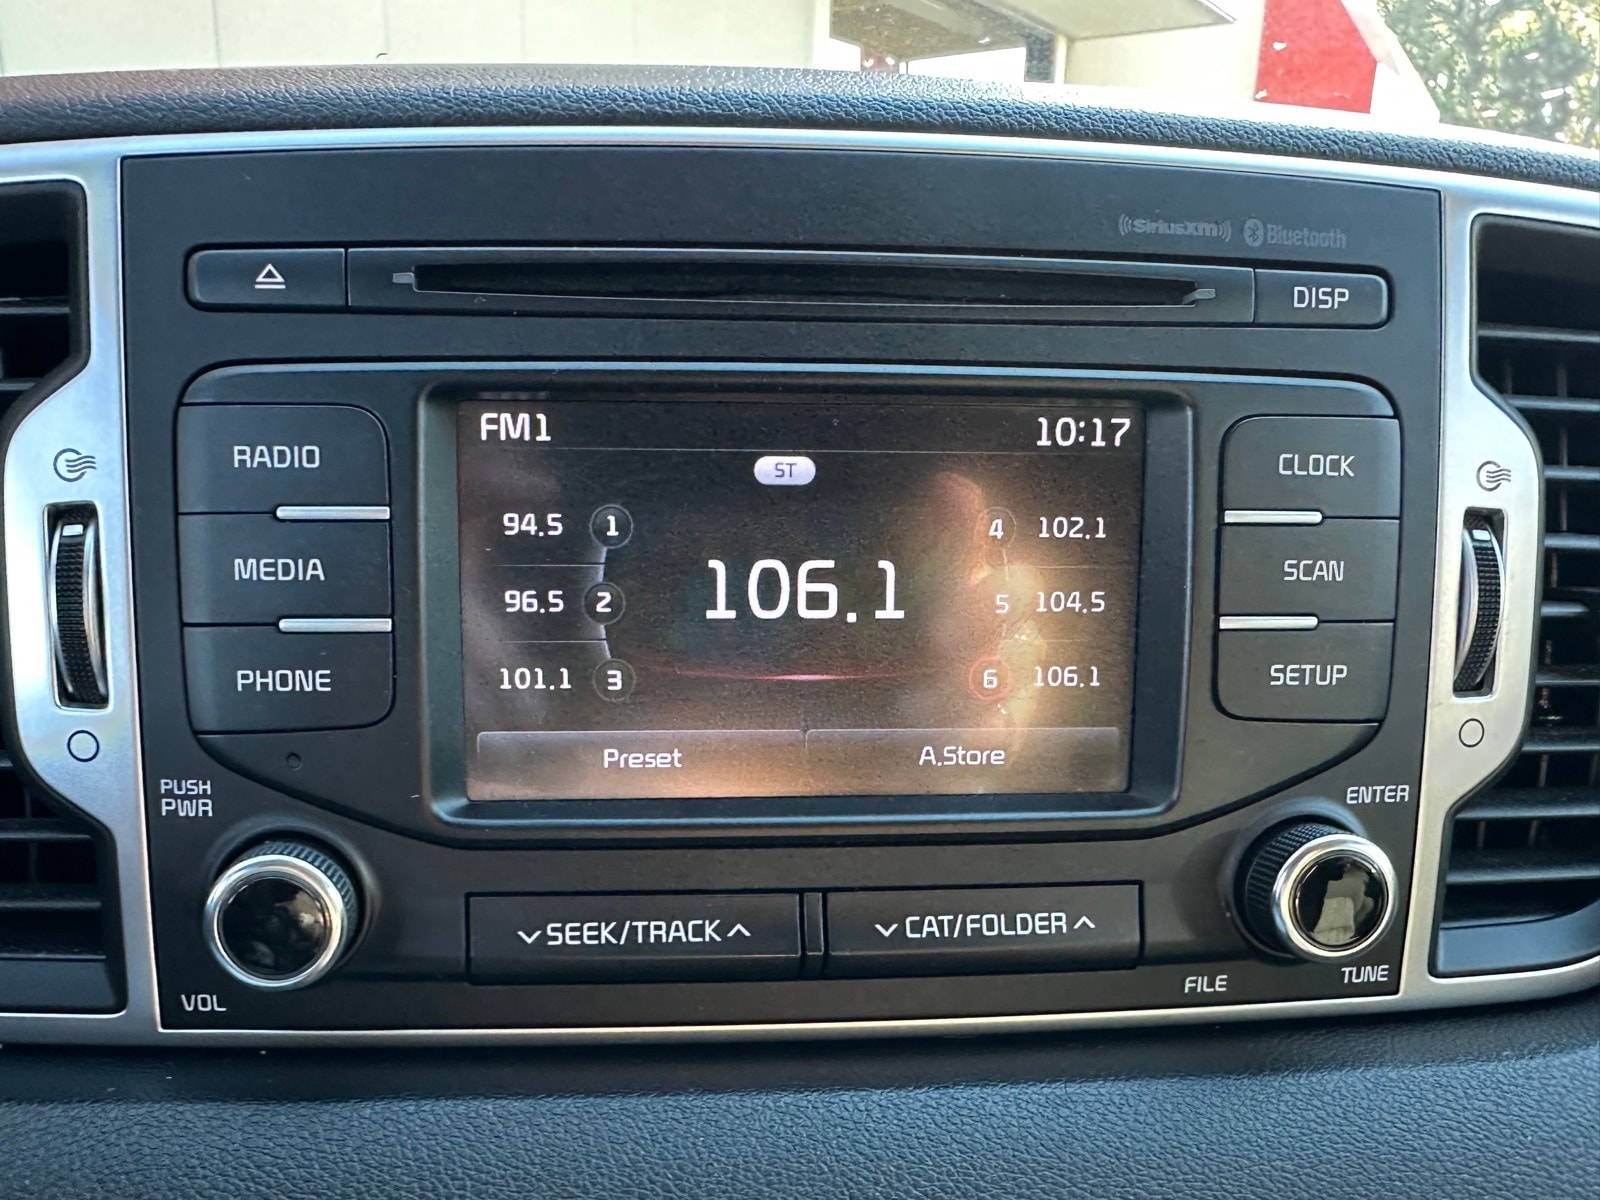 SiriusXM Bluetooth
DISP
RADIO
MEDIA
PHONE
FM1 10:17
ST
94.5 1
96.5 2
101.1 3
106.1
4 102.1
5 104.5
6 106.1
Preset A.Store
CLOCK
SCAN
SETUP
PUSH
PWR
VOL
SEEK/TRACK
CAT/FOLDER
ENTER
FILE
TUNE